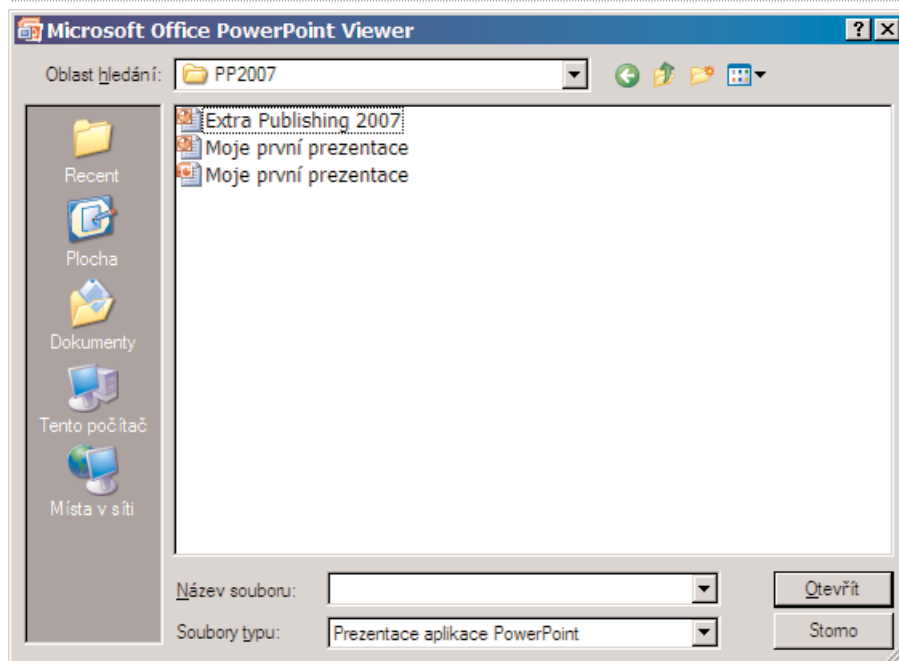 Microsoft Office PowerPoint Viewer
Oblast hledání: PP2007
Extra Publishing 2007
Moje první prezentace
Moje první prezentace
Recent
Plocha
Dokumenty
Tento počítač
Místa v síti
Název souboru:
Otevřít
Soubory typu: Prezentace aplikace PowerPoint
Storno